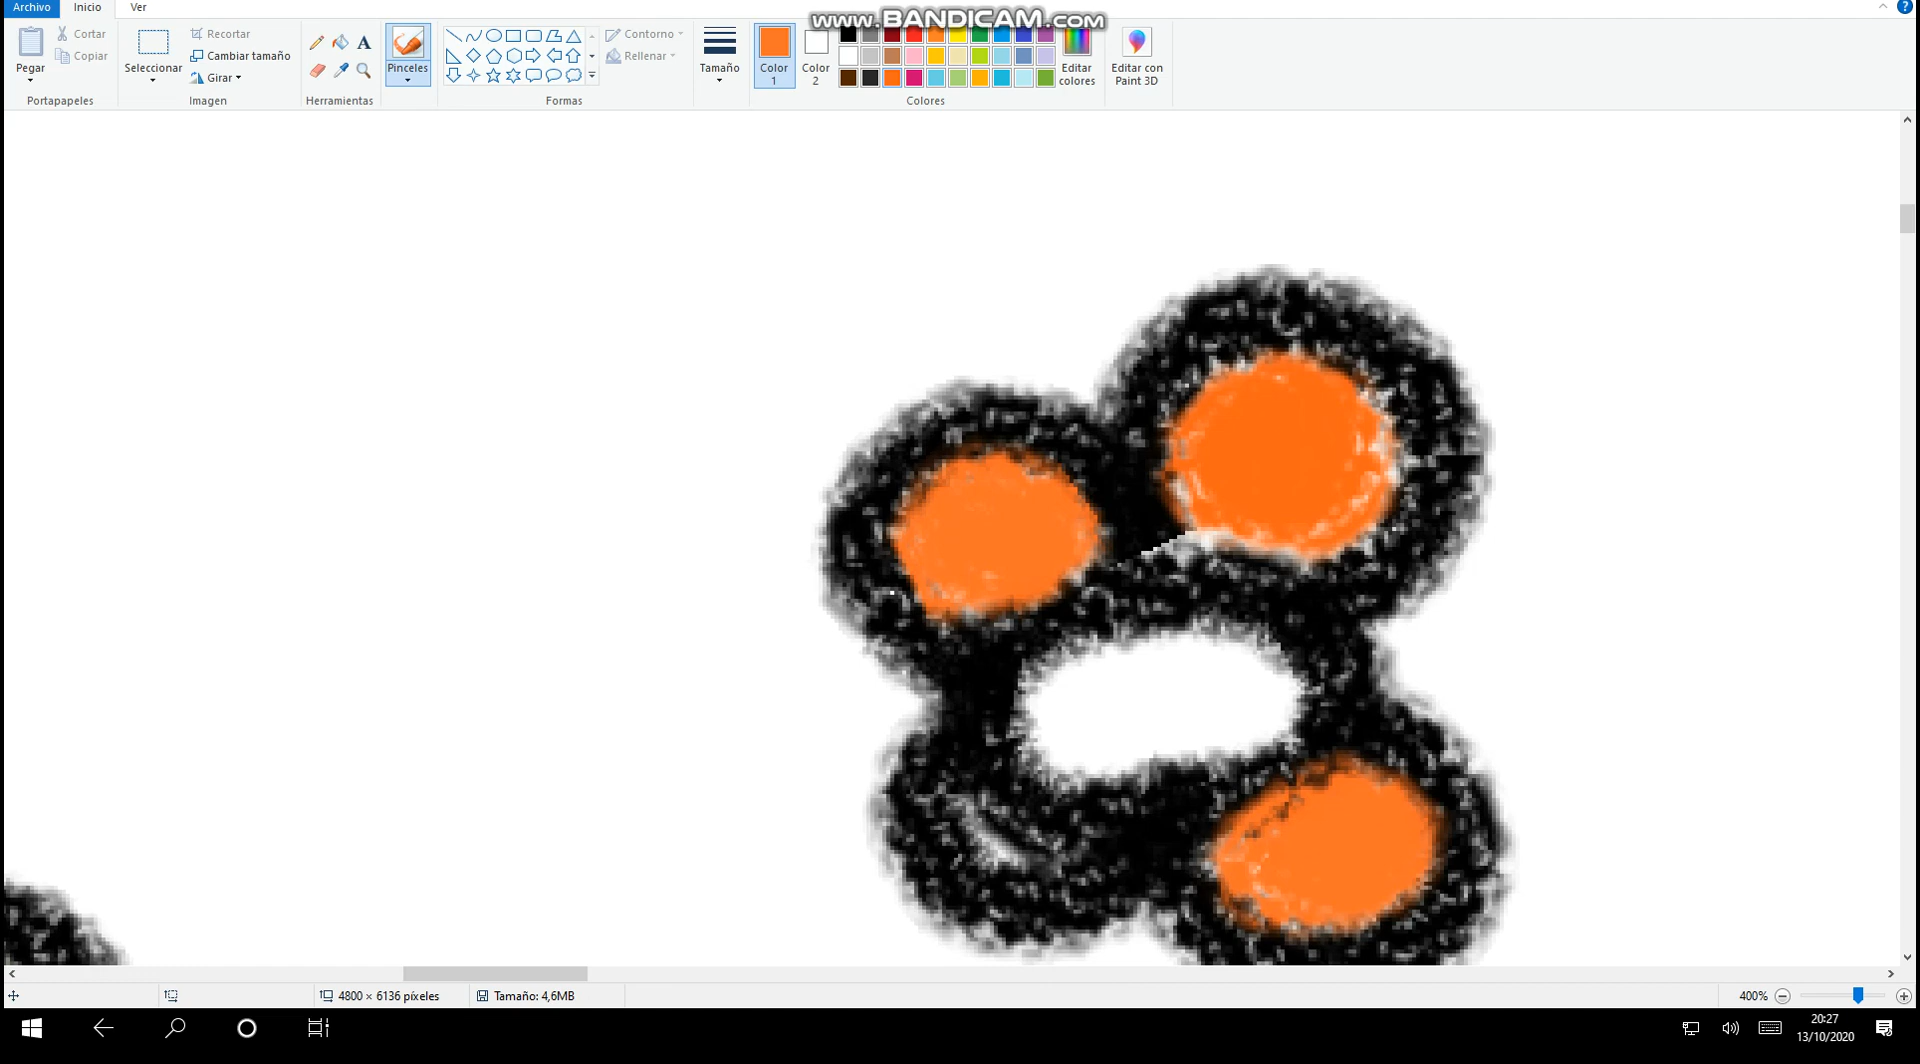 Archivo Inicio Ver
www.BANDICAM.com
Pegar
Cortar
Copiar
Portapapeles
Seleccionar
Recortar
Cambiar tamaño
Girar
Imagen
A
Herramientas
Pinceles
Contorno
Rellenar
Formas
Tamaño
Color
1
Color
2
Editar
colores
Colores
Editar con
Paint 3D
4800 × 6136 píxeles
Tamaño: 4,6MB
400%
20:27
13/10/2020